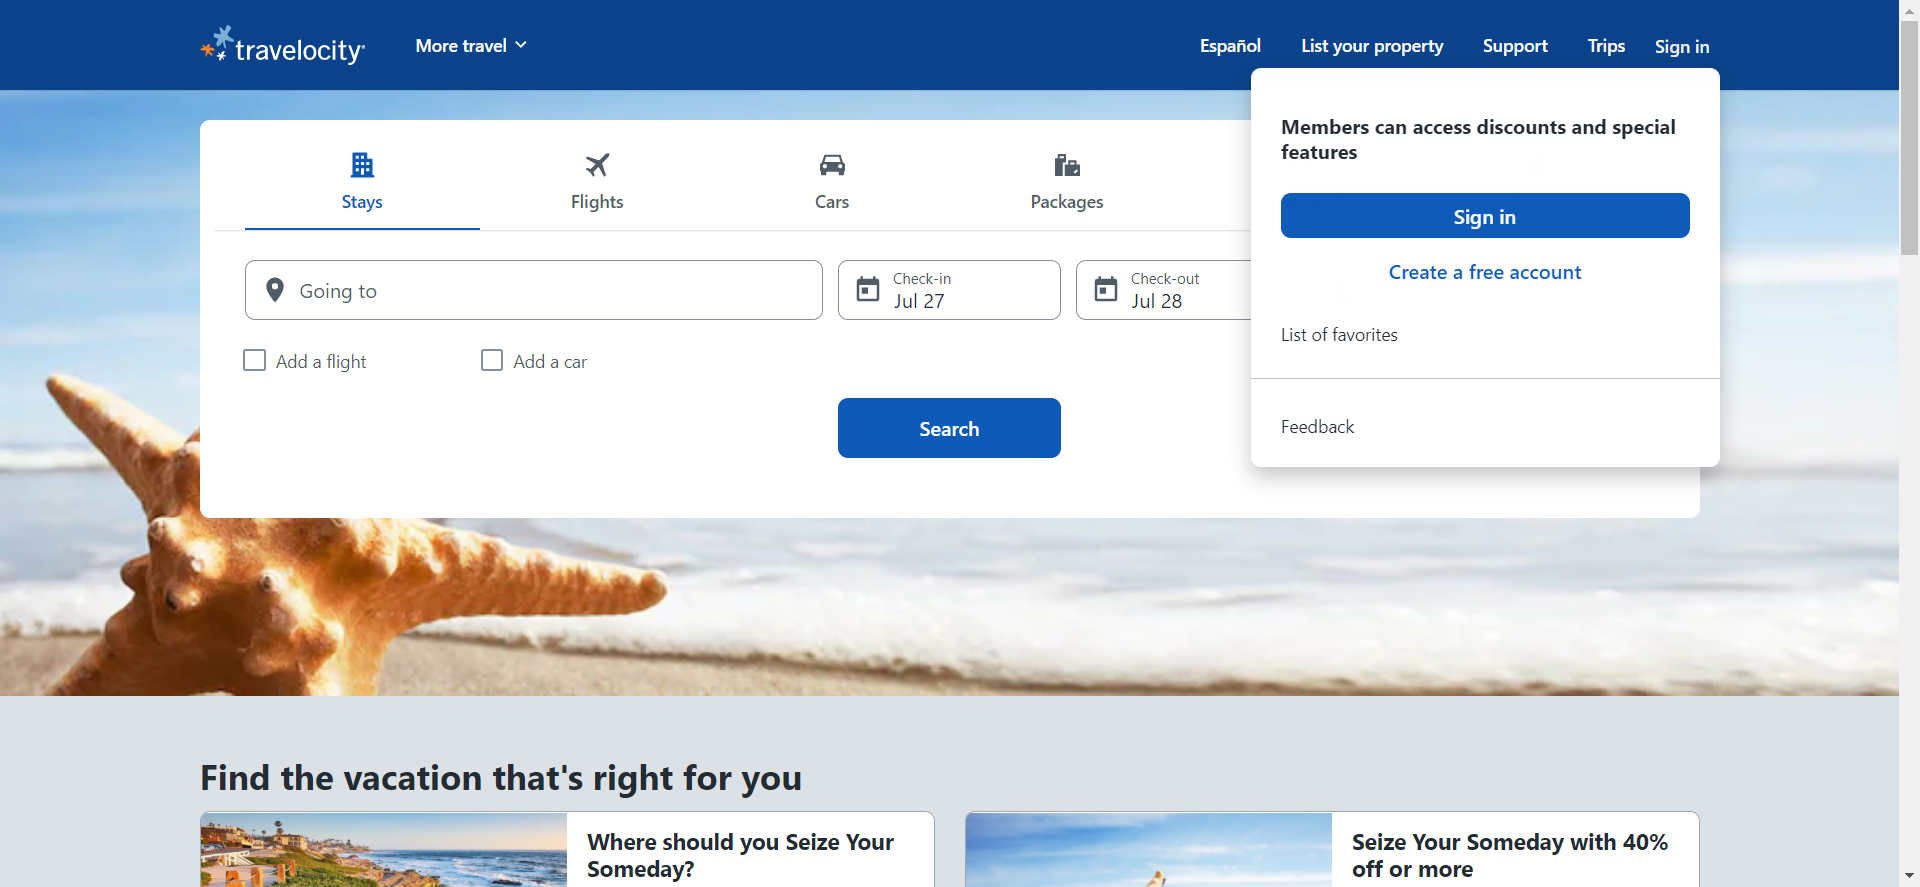 travelocity
More travel
Español
List your property
Support
Trips
Sign in
Members can access discounts and special
features
Sign in
Create a free account
List of favorites
Feedback
Stays
Flights
Cars
Packages
Going to
Check-in
Jul 27
Check-out
Jul 28
Add a flight
Add a car
Search
Find the vacation that's right for you
Where should you Seize Your
Someday?
Seize Your Someday with 40%
off or more